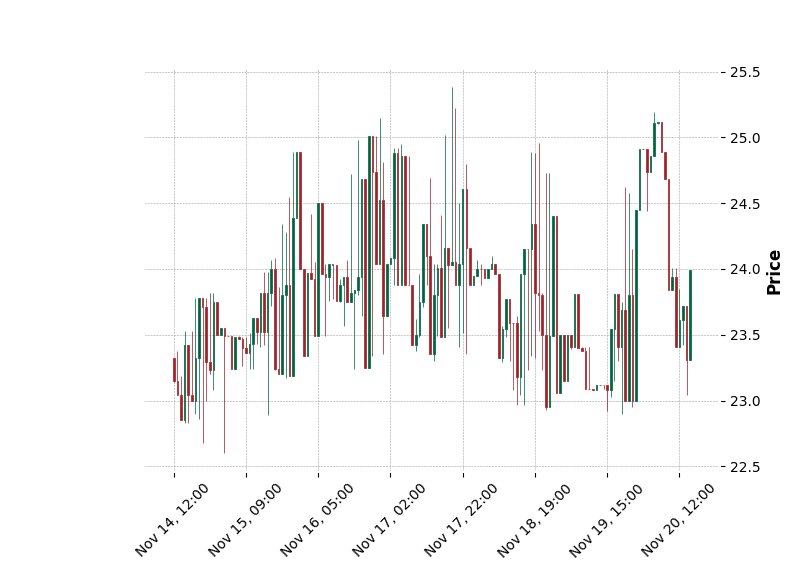 25.5
25.0
24.5
24.0
23.5
23.0
22.5
Price
Nov 14, 12:00
Nov 15, 09:00
Nov 16, 05:00
Nov 17, 02:00
Nov 17, 22:00
Nov 18, 19:00
Nov 19, 15:00
Nov 20, 12:00